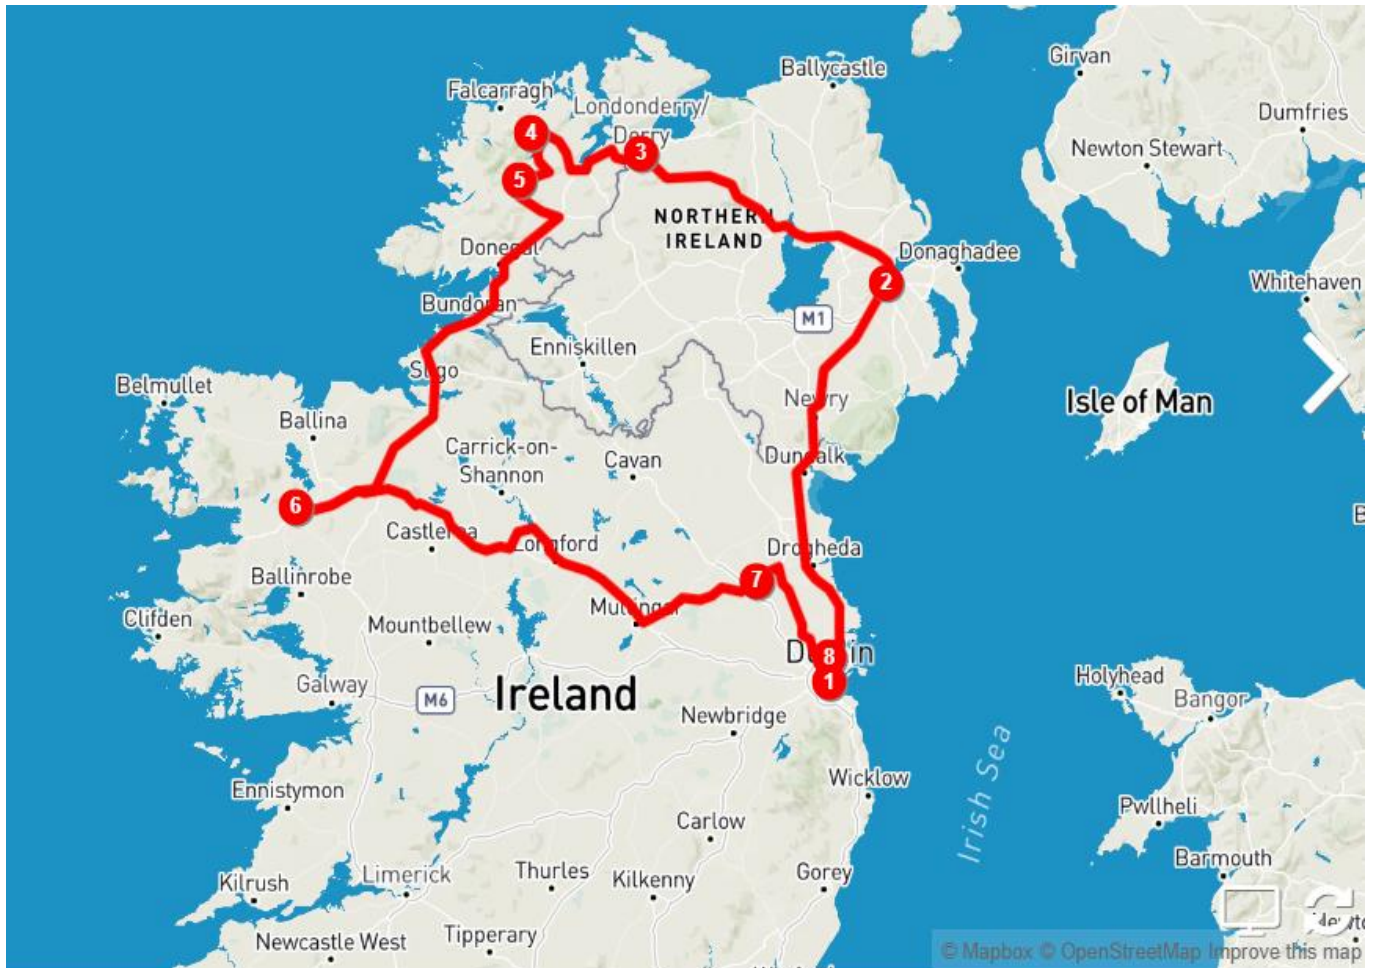 Girvan
Ballycastle
Falcarragh
Londonderry/
Derry
Dumfries
4
3
Newton Stewart
5
NORTHERN
IRELAND
Donegal
Donaghadee
2
Whitehaven
Bundoran
M1
Enniskillen
Sligo
Belmullet
Newry
Isle of Man
Ballina
Carrick-on-
Shannon
Cavan
Dundalk
6
Castlerea
Longford
Drogheda
Ballinrobe
7
Mullingar
Clifden
Mountbellew
Dublin
8
1
Holyhead
Galway
M6
Ireland
Bangor
Newbridge
Irish Sea
Wicklow
Ennistymon
Pwllheli
Carlow
Barmouth
Kilrush
Limerick
Thurles
Kilkenny
Gorey
Newcastle West
Tipperary
© Mapbox © OpenStreetMap Improve this map